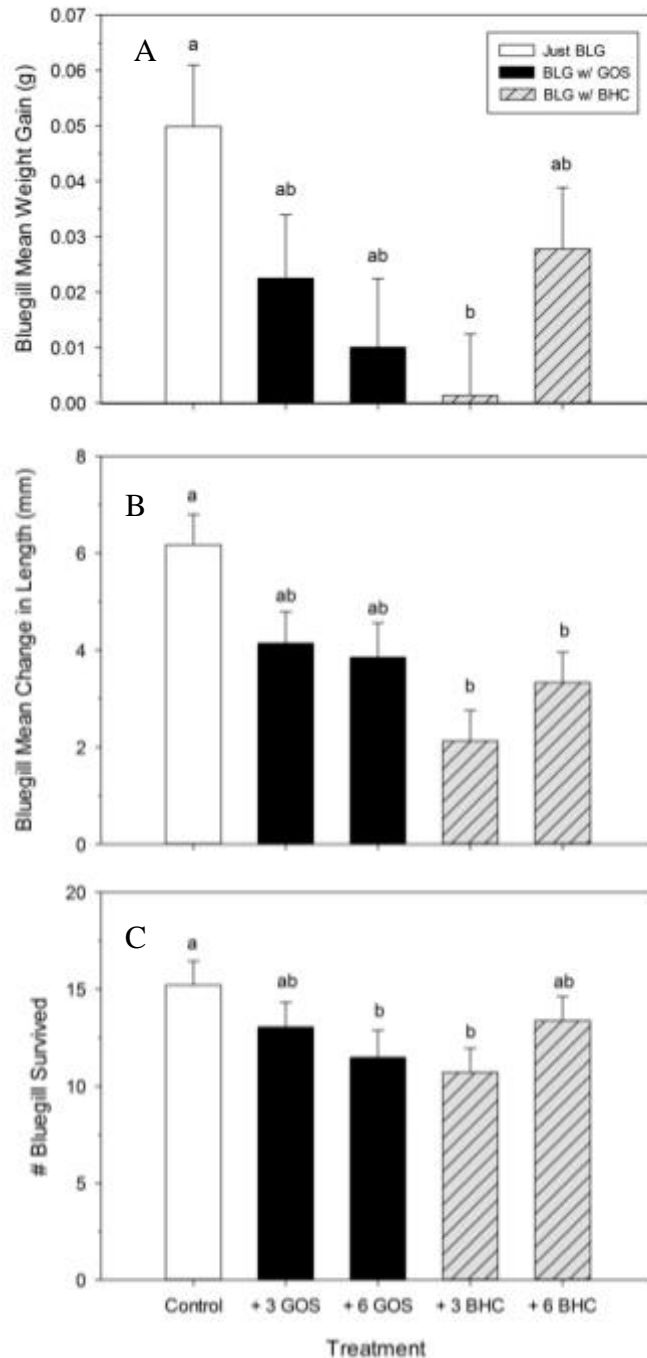 A
a
ab
ab
b
ab
Just BLG
BLG w/ GOS
BLG w/ BHC
Bluegill Mean Weight Gain (g)
0.07
0.06
0.05
0.04
0.03
0.02
0.01
0.00
B
a
ab
ab
b
b
Bluegill Mean Change in Length (mm)
8
6
4
2
0
C
a
ab
b
b
ab
# Bluegill Survived
20
15
10
5
0
Control
+ 3 GOS
+ 6 GOS
+ 3 BHC
+ 6 BHC
Treatment